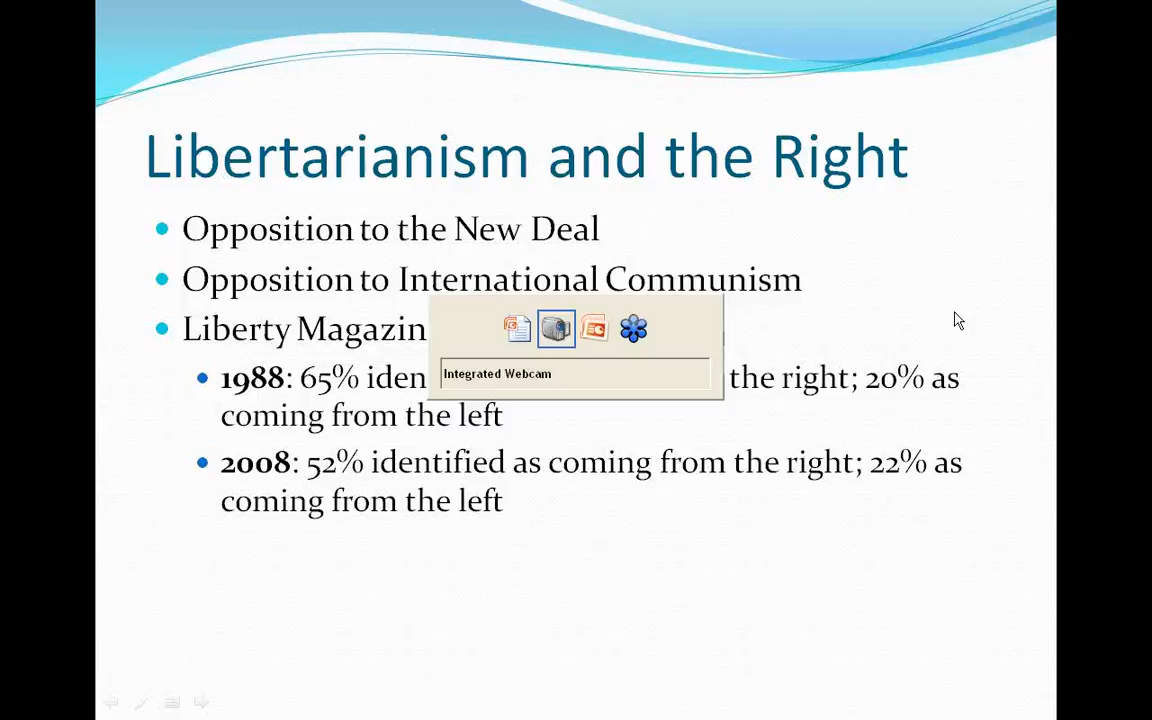 Libertarianism and the Right
Opposition to the New Deal
Opposition to International Communism
Liberty Magazin
Integrated Webcam
1988: 65% iden the right; 20% as
coming from the left
2008: 52% identified as coming from the right; 22% as
coming from the left